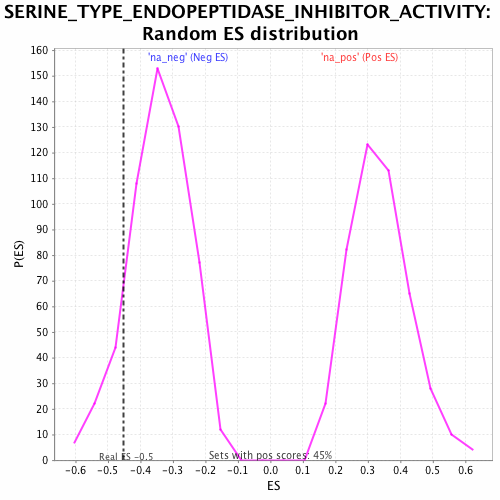 SERINE_TYPE_ENDOPEPTIDASE_INHIBITOR_ACTIVITY:
Random ES distribution
'na_neg' (Neg ES) 'na_pos' (Pos ES)
160
150
140
130
120
110
100
90
80
70
60
50
40
30
20
10
0
P(ES)
Real ES -0.5 Sets with pos scores: 45%
-0.6 -0.5 -0.4 -0.3 -0.2 -0.1 0.0 0.1 0.2 0.3 0.4 0.5 0.6
ES